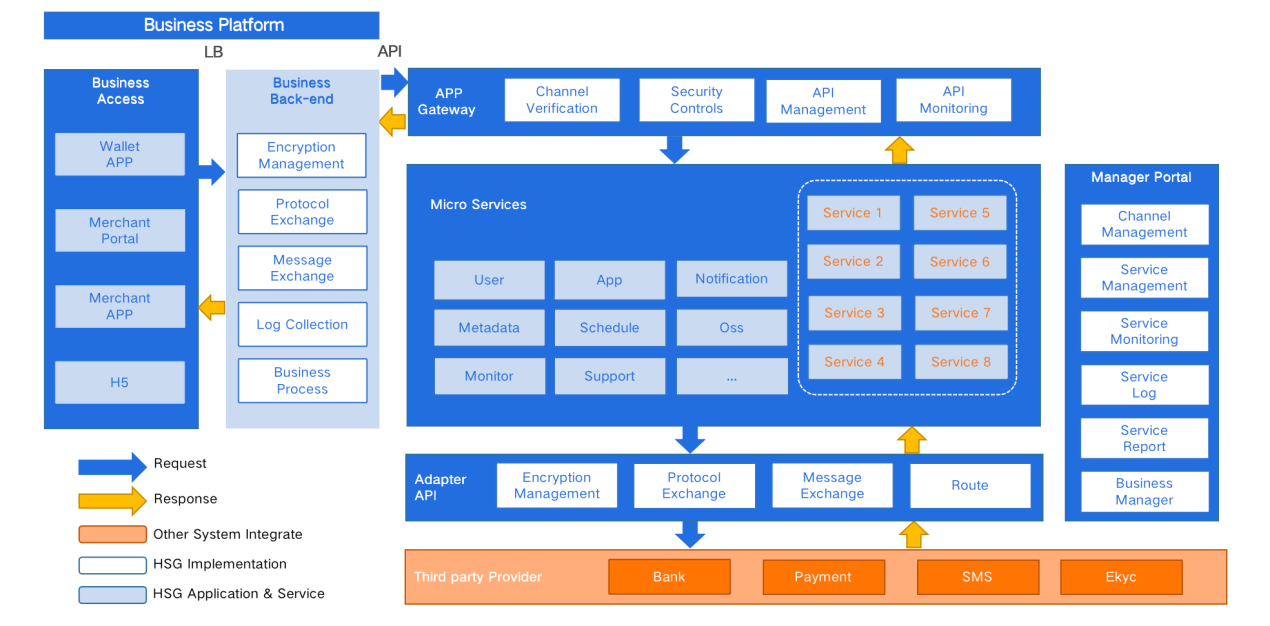 Business Platform
LB
API
Business
Access
Wallet
APP
Merchant
Portal
Merchant
APP
H5
Business
Back-end
Encryption
Management
Protocol
Exchange
Message
Exchange
Log Collection
Business
Process
APP
Gateway
Channel
Verification
Security
Controls
API
Management
API
Monitoring
Micro Services
User
App
Notification
Metadata
Schedule
Oss
Monitor
Support
...
Service 1
Service 5
Service 2
Service 6
Service 3
Service 7
Service 4
Service 8
Manager Portal
Channel
Management
Service
Management
Service
Monitoring
Service
Log
Service
Report
Business
Manager
Adapter
API
Encryption
Management
Protocol
Exchange
Message
Exchange
Route
Third party Provider
Bank
Payment
SMS
Ekyc
Request
Response
Other System Integrate
HSG Implementation
HSG Application & Service